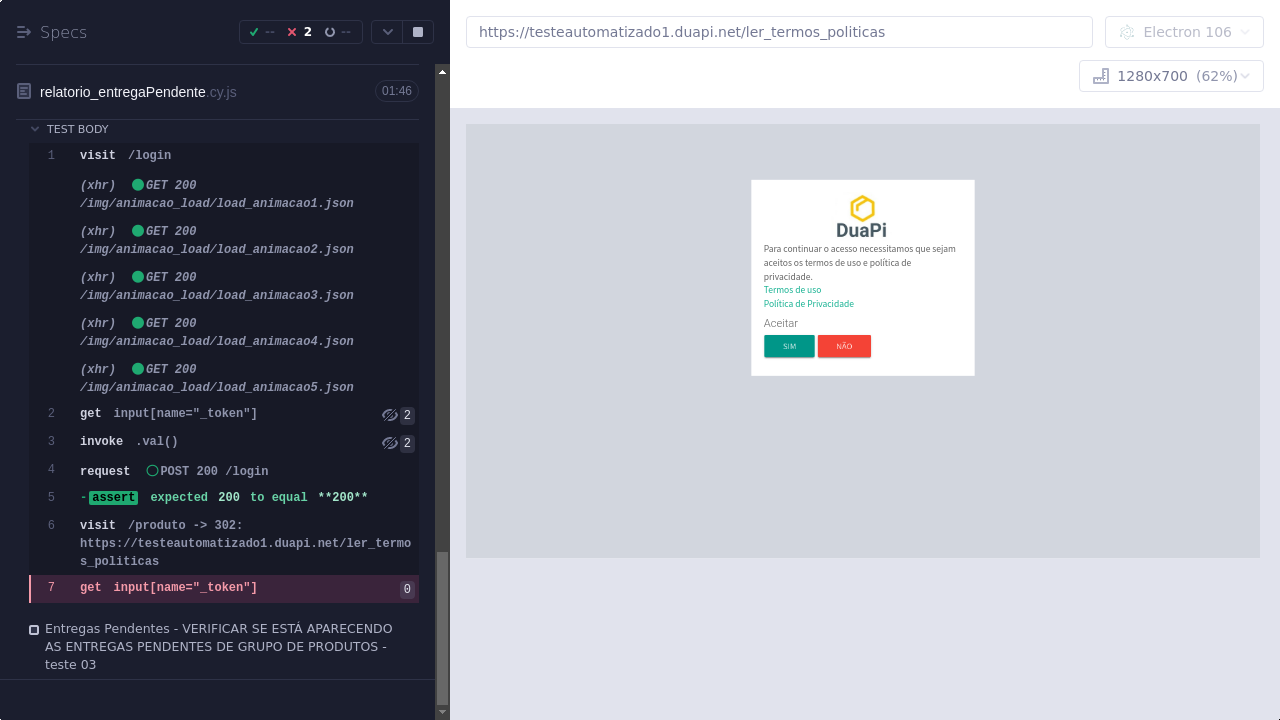 Specs
-- 2 --
relatorio_entregaPendente.cy.js 01:46
TEST BODY
1 visit /login
(xhr) GET 200
/img/animacao_load/load_animacao1.json
(xhr) GET 200
/img/animacao_load/load_animacao2.json
(xhr) GET 200
/img/animacao_load/load_animacao3.json
(xhr) GET 200
/img/animacao_load/load_animacao4.json
(xhr) GET 200
/img/animacao_load/load_animacao5.json
2 get input[name="_token"] 2
3 invoke .val() 2
4 request POST 200 /login
5 -assert expected 200 to equal **200**
6 visit /produto -> 302:
https://testeautomatizado1.duapi.net/ler_termo
s_politicas
7 get input[name="_token"] 0
Entregas Pendentes - VERIFICAR SE ESTÁ APARECENDO
AS ENTREGAS PENDENTES DE GRUPO DE PRODUTOS -
teste 03
https://testeautomatizado1.duapi.net/ler_termos_politicas
Electron 106
1280x700 (62%)
DuaPi
Para continuar o acesso necessitamos que sejam
aceitos os termos de uso e política de
privacidade.
Termos de uso
Política de Privacidade
Aceitar
SIM NÃO